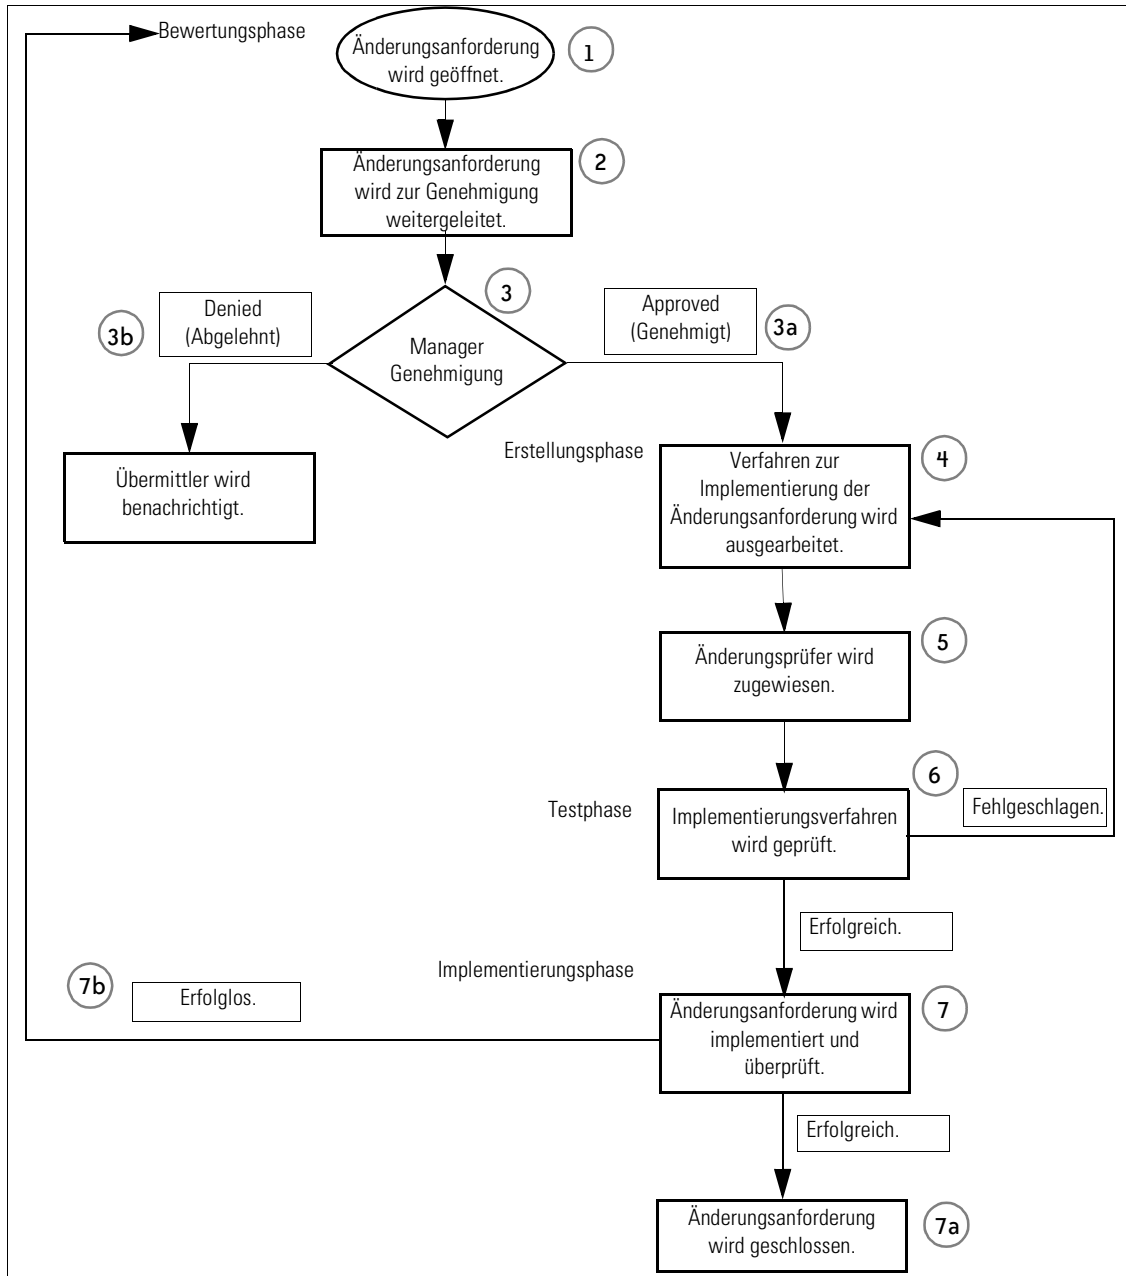 Bewertungsphase
Änderungsanforderung
wird geöffnet.
1
Änderungsanforderung
wird zur Genehmigung
weitergeleitet.
2
3
Manager
Genehmigung
Denied
(Abgelehnt)
3b
Approved
(Genehmigt)
3a
Übermittler wird
benachrichtigt.
Erstellungsphase
Verfahren zur
Implementierung der
Änderungsanforderung wird
ausgearbeitet.
4
Änderungsprüfer wird
zugewiesen.
5
Testphase
Implementierungsverfahren
wird geprüft.
6
Fehlgeschlagen.
Erfolgreich.
Implementierungsphase
7b
Erfolglos.
Änderungsanforderung wird
implementiert und
überprüft.
7
Erfolgreich.
Änderungsanforderung
wird geschlossen.
7a